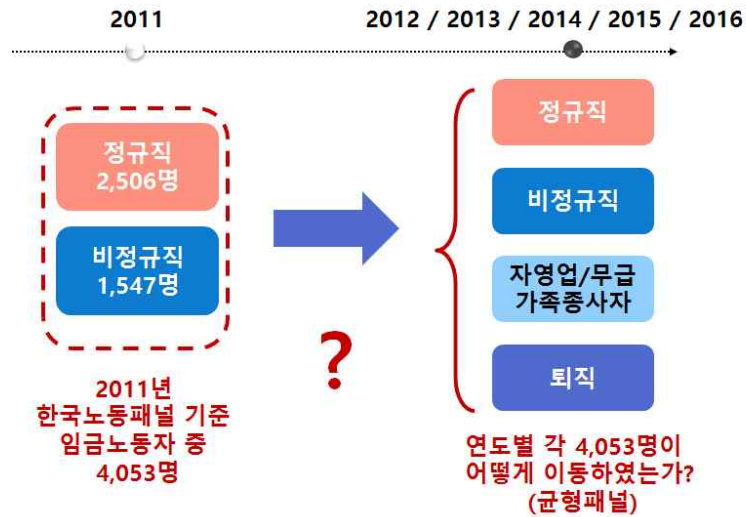 2011
2012 / 2013 / 2014 / 2015 / 2016
정규직
2,506명
비정규직
1,547명
2011년
한국노동패널 기준
임금노동자 중
4,053명
?
정규직
비정규직
자영업/무급
가족종사자
퇴직
연도별 각 4,053명이
어떻게 이동하였는가?
(균형패널)